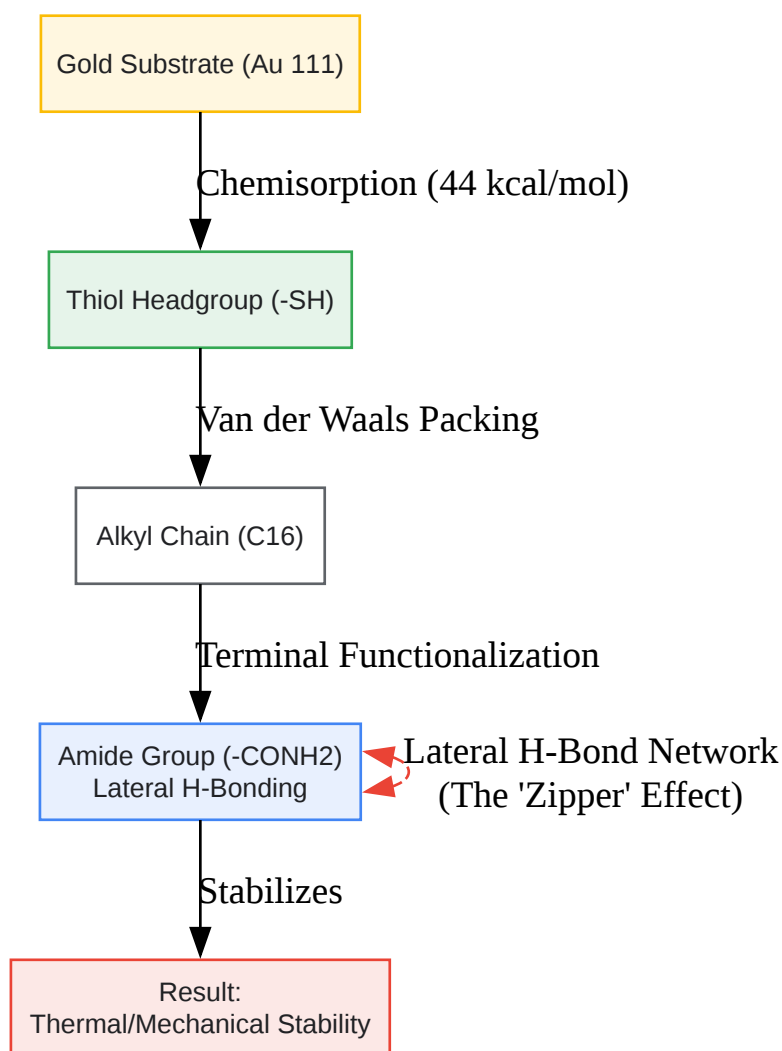 Gold Substrate (Au 111)
Chemisorption (44 kcal/mol)
Thiol Headgroup (-SH)
Van der Waals Packing
Alkyl Chain (C16)
Terminal Functionalization
Amide Group (-CONH2)
Lateral H-Bonding
Lateral H-Bond Network
(The 'Zipper' Effect)
Stabilizes
Result:
Thermal/Mechanical Stability